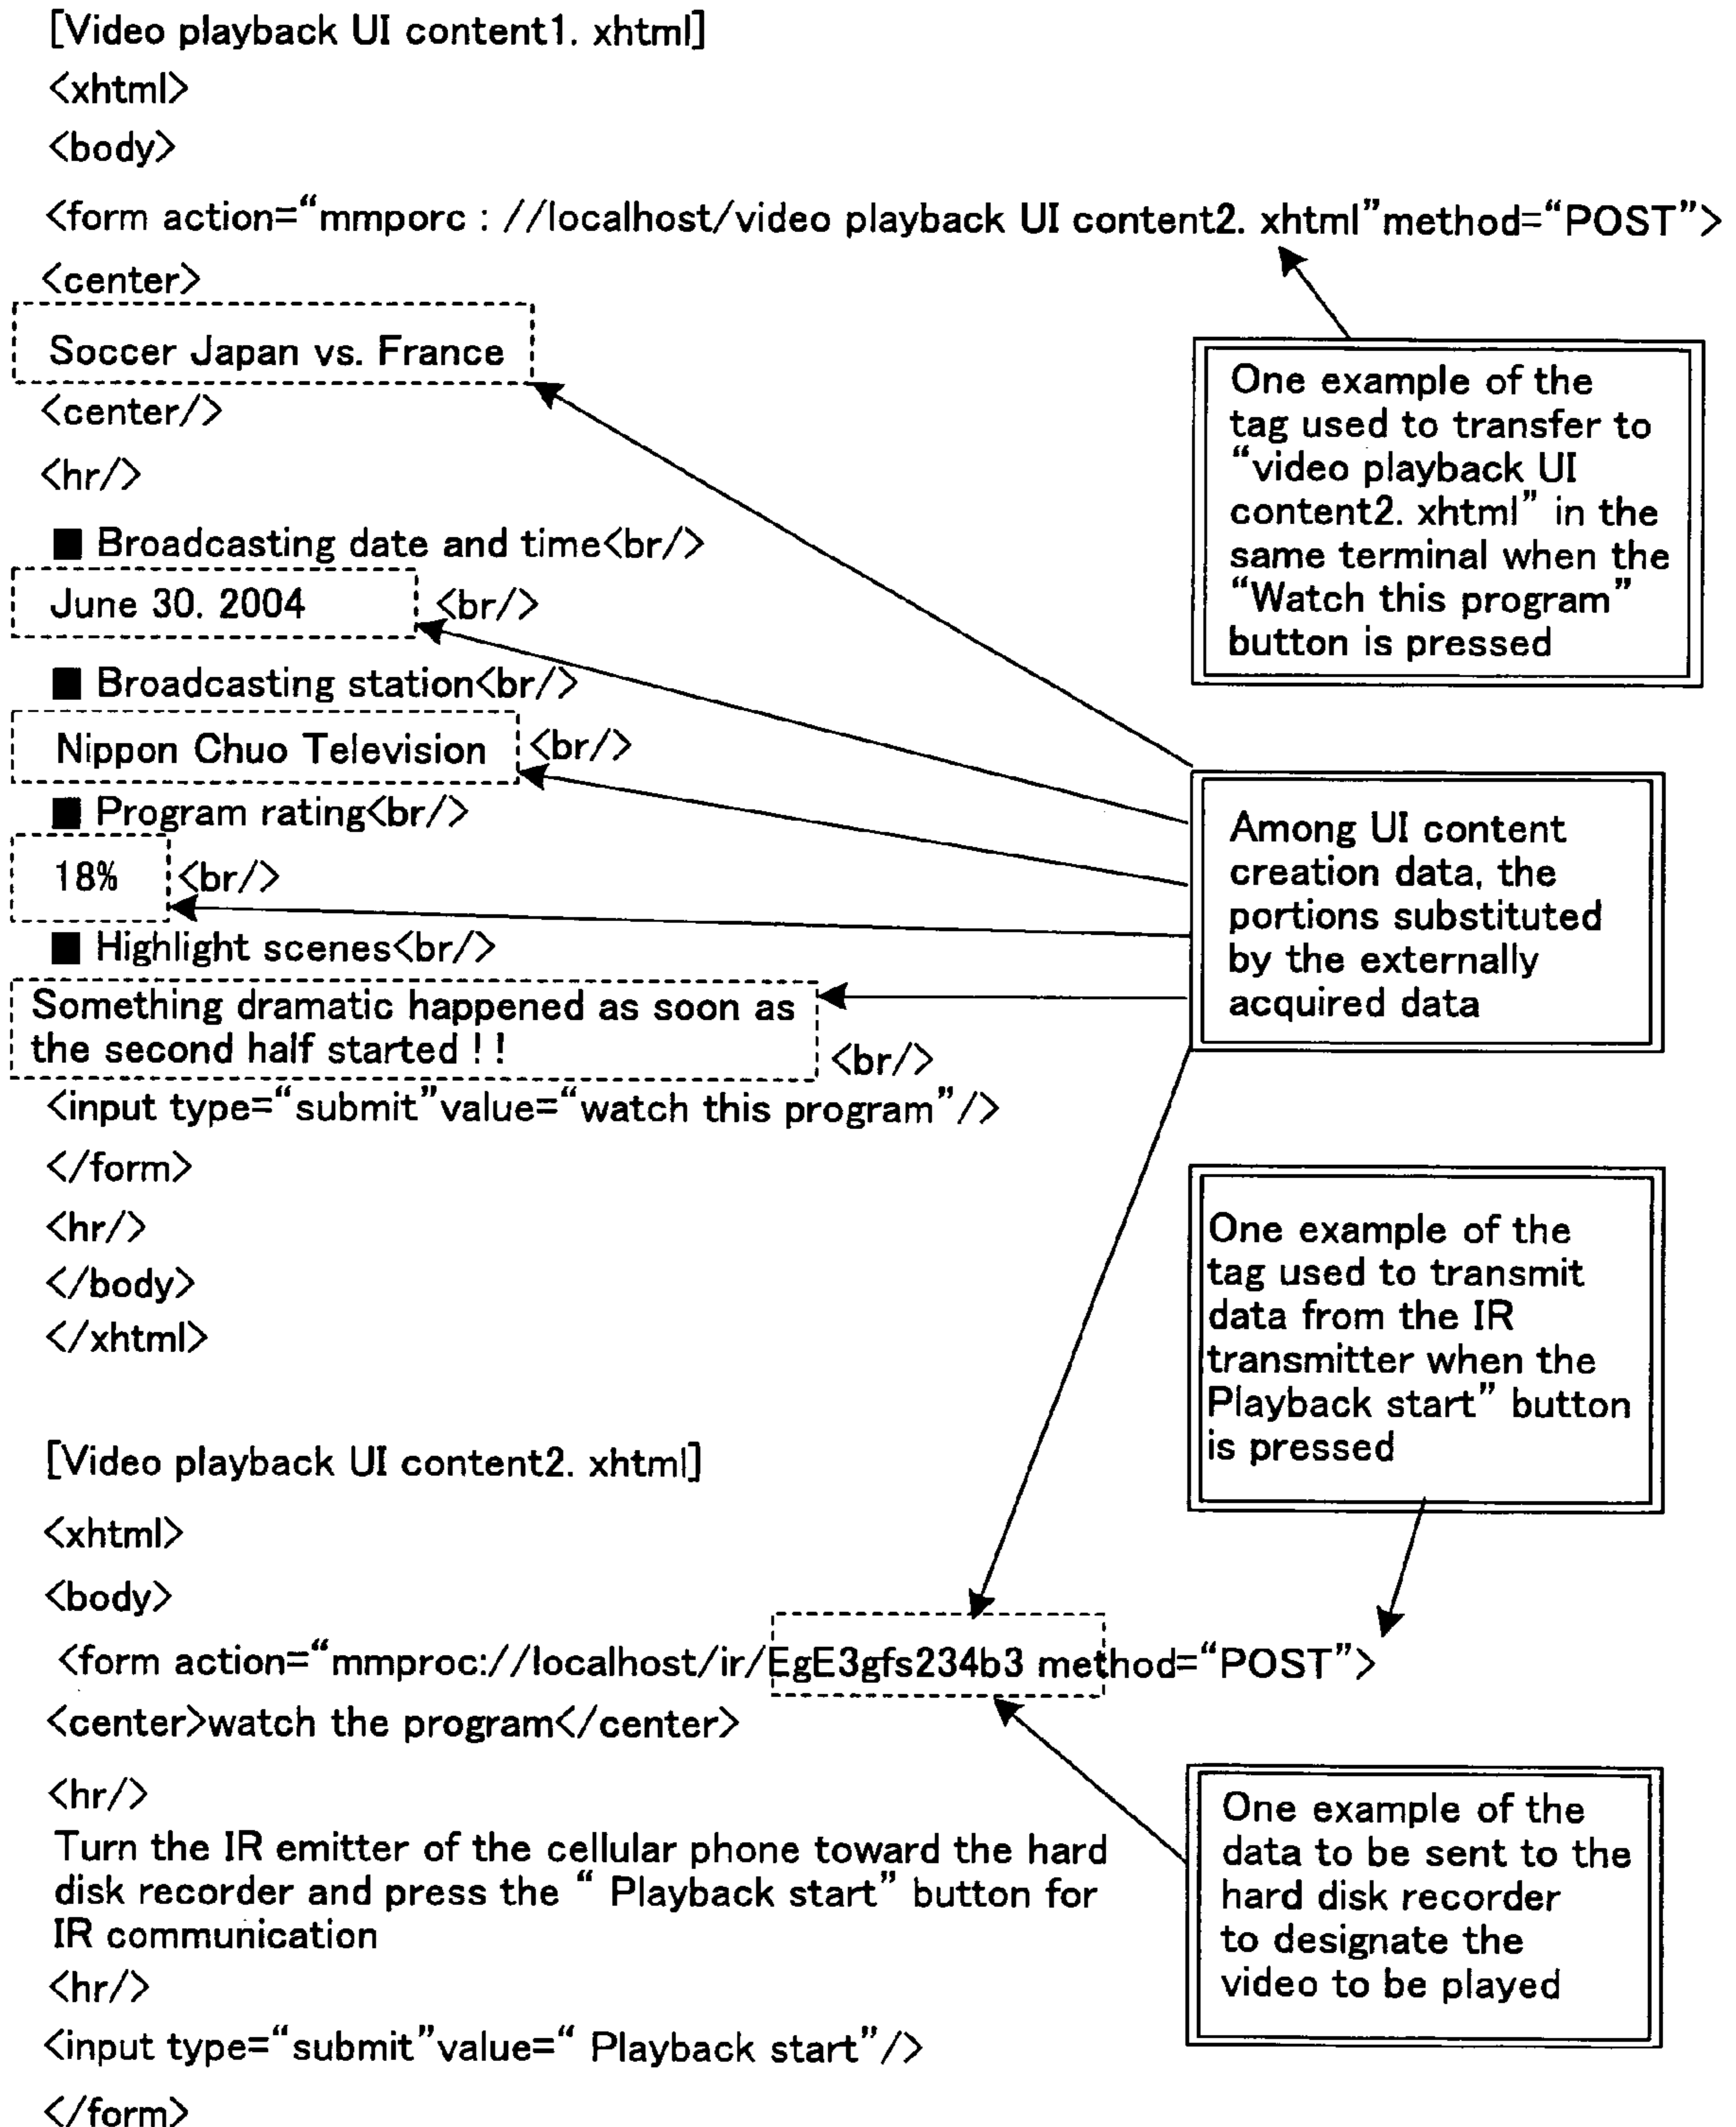 [Video playback UI content1. xhtml]
<xhtml>
<body>
<form action=“mmporc : //localhost/video playback UI content2. xhtml”method=“POST”>
<center>
Soccer Japan vs. France
<center/>
<hr/>
■ Broadcasting date and time<br/>
June 30. 2004 <br/>
■ Broadcasting station<br/>
Nippon Chuo Television <br/>
■ Program rating<br/>
18% <br/>
■ Highlight scenes<br/>
Something dramatic happened as soon as
the second half started ! ! <br/>
<input type=“submit”value=“watch this program”/>
</form>
<hr/>
</body>
</xhtml>
One example of the
tag used to transfer to
“video playback UI
content2. xhtml” in the
same terminal when the
“Watch this program”
button is pressed
Among UI content
creation data, the
portions substituted
by the externally
acquired data
One example of the
tag used to transmit
data from the IR
transmitter when the
Playback start” button
is pressed
[Video playback UI content2. xhtml]
<xhtml>
<body>
<form action=“mmproc://localhost/ir/EgE3gfs234b3 method=“POST”>
<center>watch the program</center>
<hr/>
Turn the IR emitter of the cellular phone toward the hard
disk recorder and press the “ Playback start” button for
IR communication
<hr/>
<input type=“submit”value=“ Playback start”/>
</form>
One example of the
data to be sent to the
hard disk recorder
to designate the
video to be played